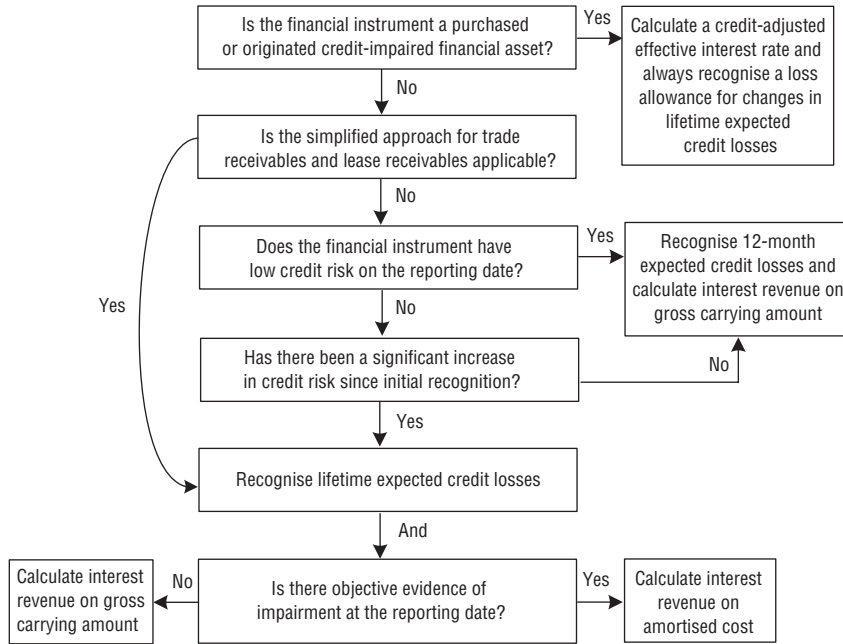 Is the financial instrument a purchased
or originated credit-impaired financial asset?
Yes
Calculate a credit-adjusted
effective interest rate and
always recognise a loss
allowance for changes in
lifetime expected
credit losses
No
Is the simplified approach for trade
receivables and lease receivables applicable?
No
Does the financial instrument have
low credit risk on the reporting date?
Yes
Recognise 12-month
expected credit losses and
calculate interest revenue on
gross carrying amount
Yes
No
Has there been a significant increase
in credit risk since initial recognition?
No
Yes
Recognise lifetime expected credit losses
And
Calculate interest
revenue on gross
carrying amount
No
Is there objective evidence of
impairment at the reporting date?
Yes
Calculate interest
revenue on
amortised cost